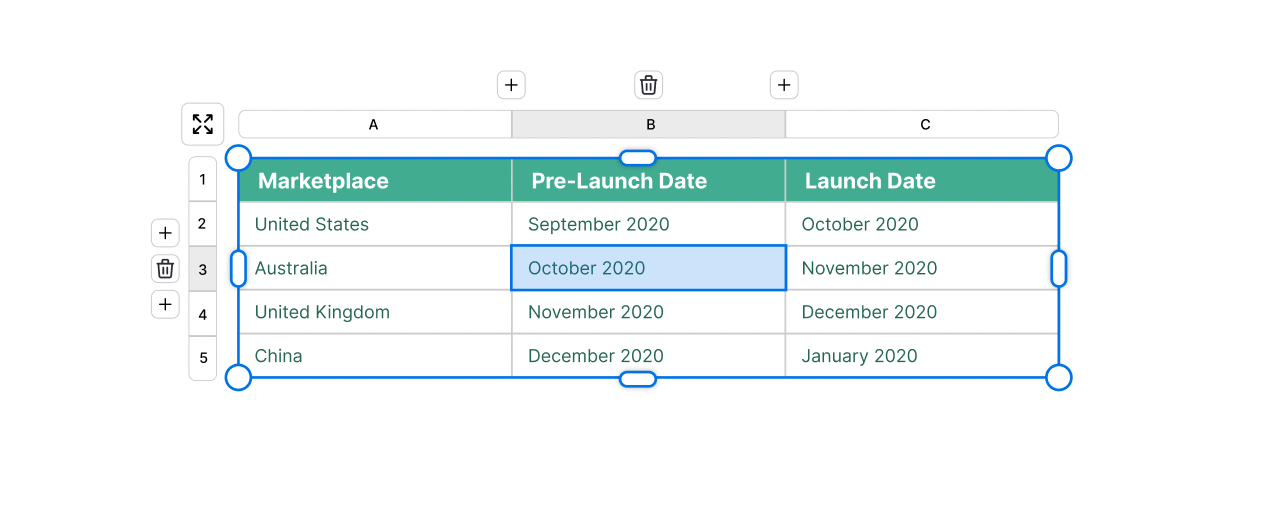 A B C
1 Marketplace Pre-Launch Date Launch Date
2 United States September 2020 October 2020
3 Australia October 2020 November 2020
4 United Kingdom November 2020 December 2020
5 China December 2020 January 2020